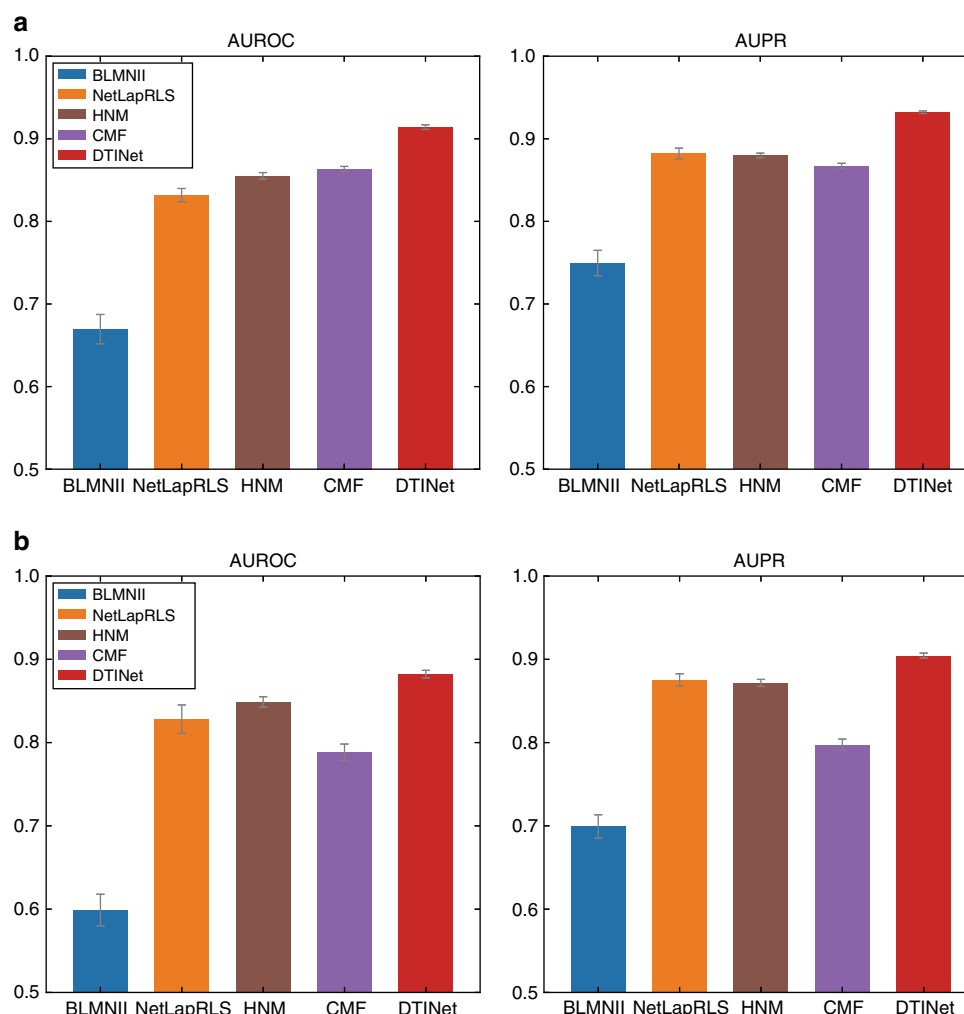 a
AUROC
AUPR
1.0
0.9
0.8
0.7
0.6
0.5
BLMNII
NetLapRLS
HNM
CMF
DTINet
BLMNII NetLapRLS HNM CMF DTINet
1.0
0.9
0.8
0.7
0.6
0.5
BLMNII NetLapRLS HNM CMF DTINet
b
AUROC
AUPR
1.0
0.9
0.8
0.7
0.6
0.5
BLMNII
NetLapRLS
HNM
CMF
DTINet
BLMNII NetLapRLS HNM CMF DTINet
1.0
0.9
0.8
0.7
0.6
0.5
BLMNII NetLapRLS HNM CMF DTINet